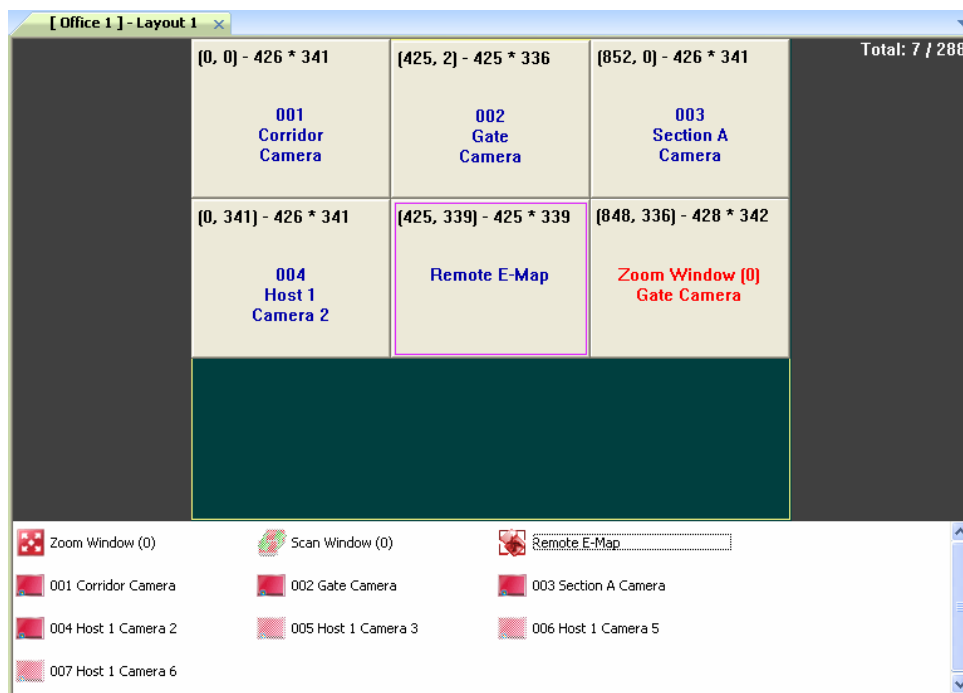 [ Office 1 ] - Layout 1
Total: 7 / 288
(0, 0) - 426 * 341
001
Corridor
Camera
(425, 2) - 425 * 336
002
Gate
Camera
(852, 0) - 426 * 341
003
Section A
Camera
(0, 341) - 426 * 341
004
Host 1
Camera 2
(425, 339) - 425 * 339
Remote E-Map
(848, 336) - 428 * 342
Zoom Window (0)
Gate Camera
Zoom Window (0)
Scan Window (0)
Remote E-Map
001 Corridor Camera
002 Gate Camera
003 Section A Camera
004 Host 1 Camera 2
005 Host 1 Camera 3
006 Host 1 Camera 5
007 Host 1 Camera 6